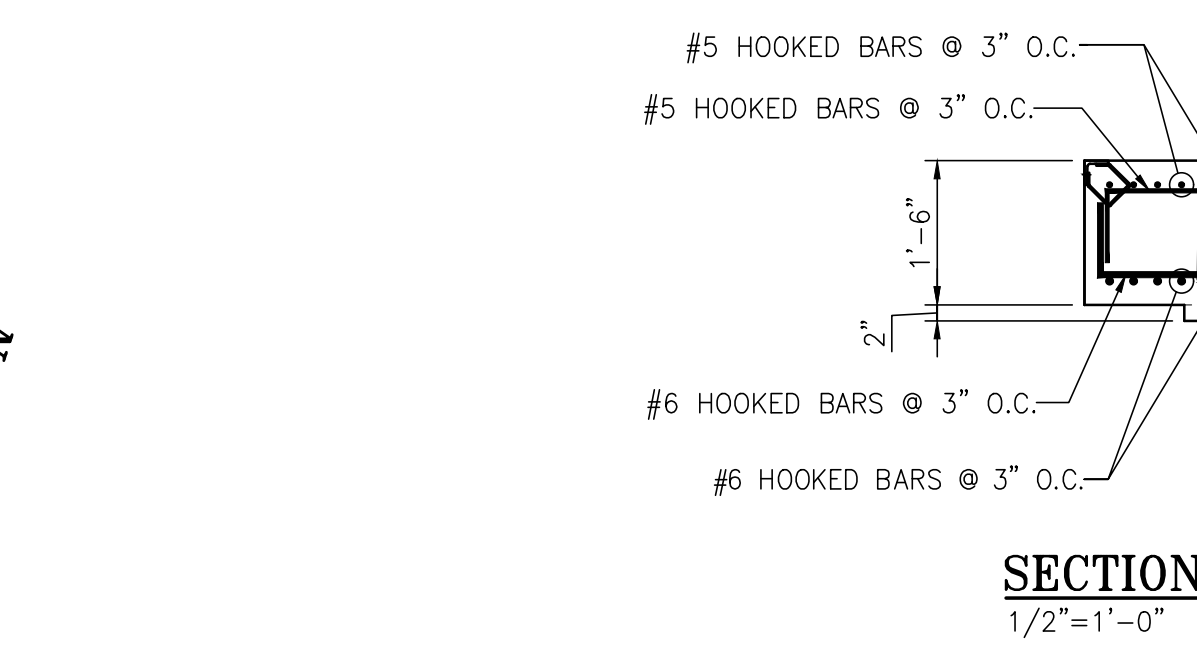 #5 HOOKED BARS @ 3" O.C.
#5 HOOKED BARS @ 3" O.C.
1'-6"
2"
#6 HOOKED BARS @ 3" O.C.
#6 HOOKED BARS @ 3" O.C.
SECTION
1/2"=1'-0"